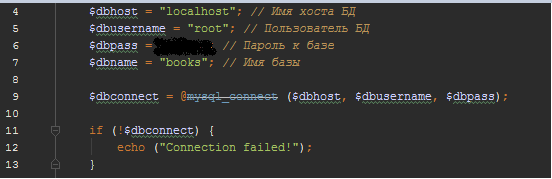 4 $dbhost = "localhost"; // Имя хоста БД
5 $dbusername = "root"; // Пользователь БД
6 $dbpass = // Пароль к базе
7 $dbname = "books"; // Имя базы
8
9 $dbconnect = @mysql_connect ($dbhost, $dbusername, $dbpass);
10
11 if (!$dbconnect) {
12 echo ("Connection failed!");
13 }